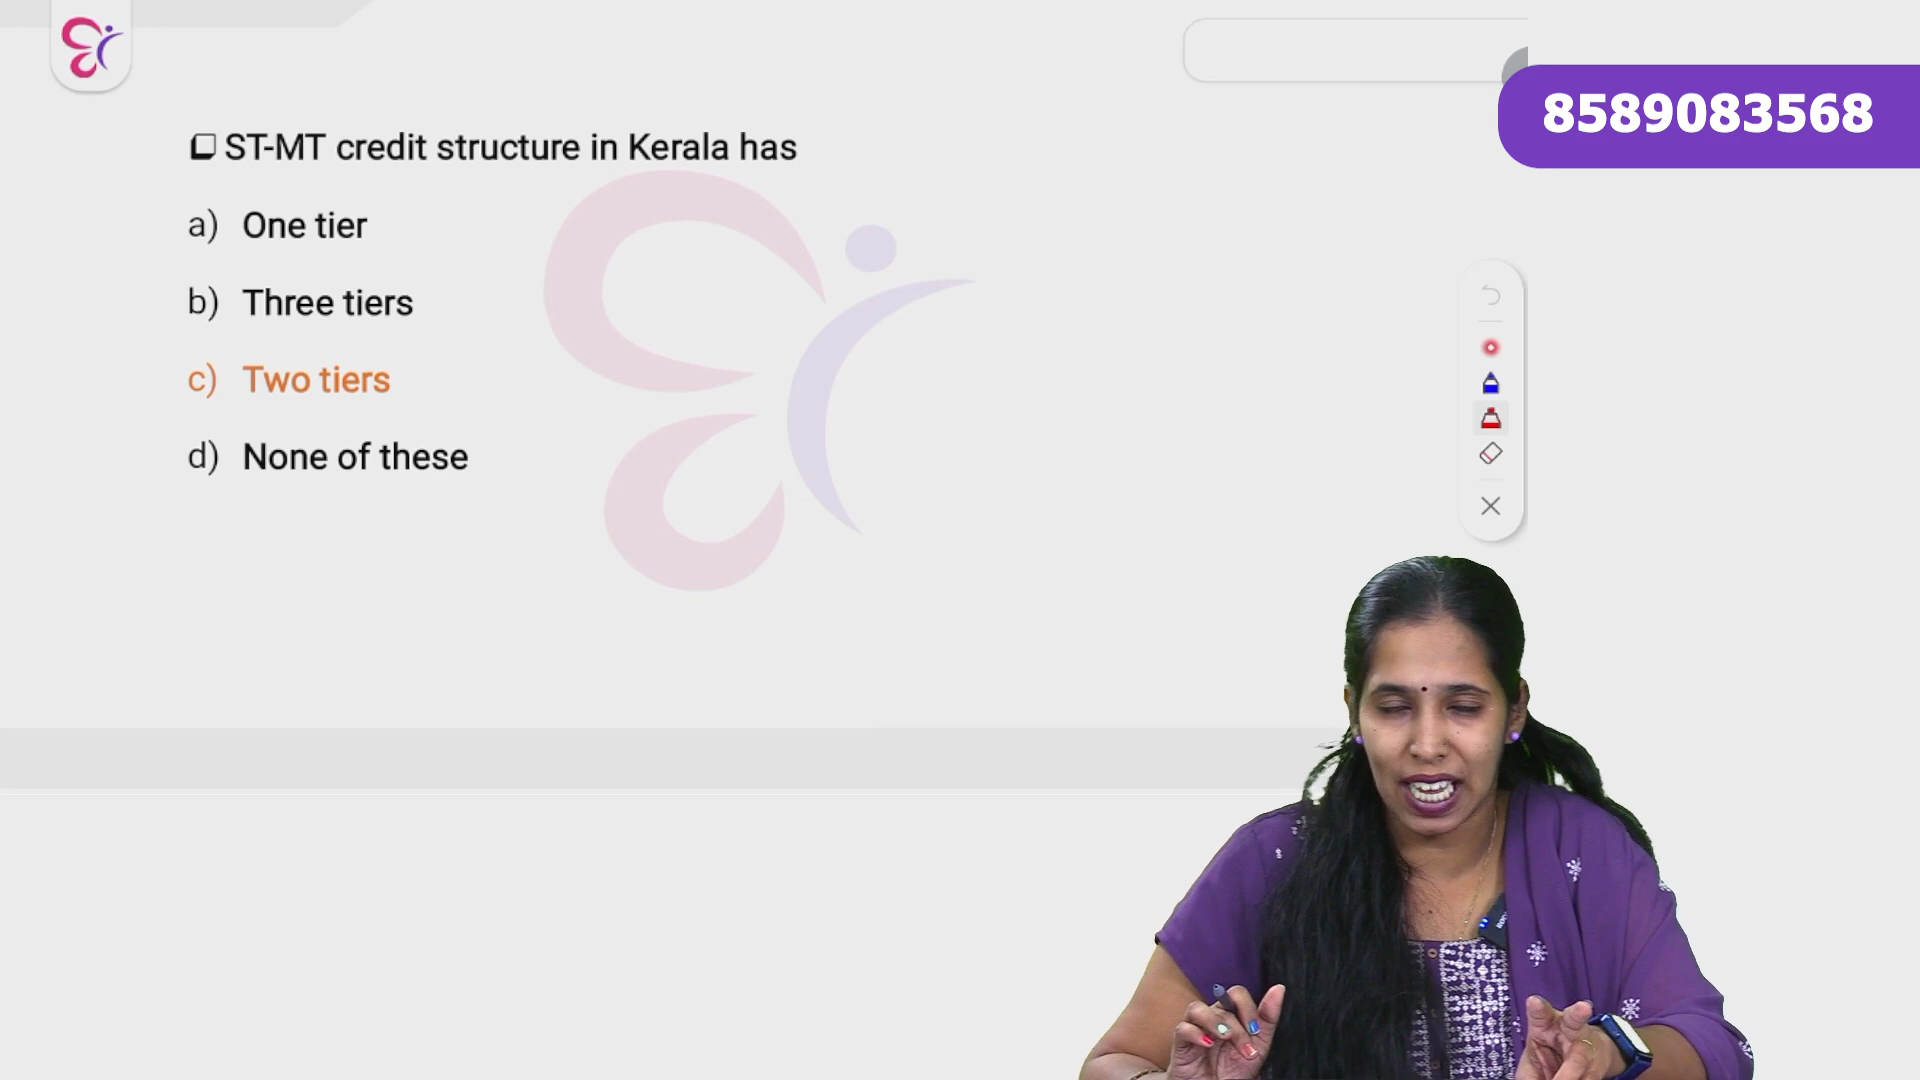 8589083568
ST-MT credit structure in Kerala has
a) One tier
b) Three tiers
c) Two tiers
d) None of these